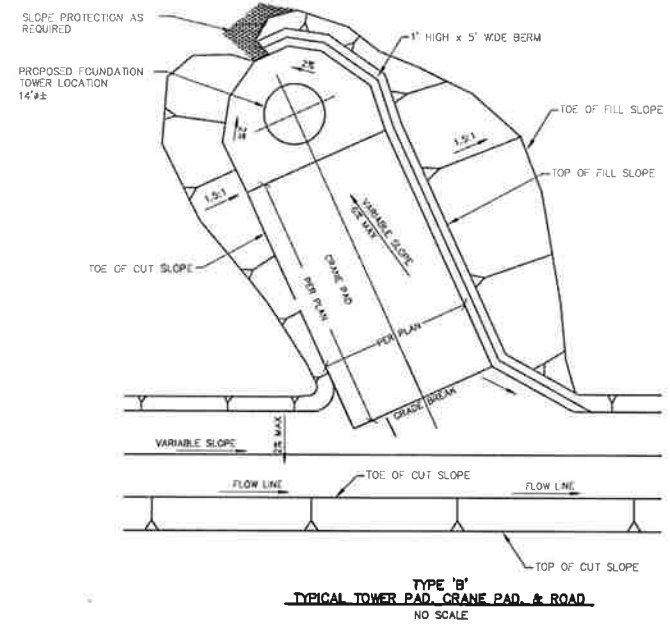 SLOPE PROTECTION AS
REQUIRED
1' HIGH x 5' WIDE BERM
2%
PROPOSED FOUNDATION
TOWER LOCATION
14'ø±
2%
TOE OF FILL SLOPE
1.5:1
TOP OF FILL SLOPE
1.5:1
VARIABLE SLOPE
6% MAX
TOE OF CUT SLOPE
CRANE PAD
PER PLAN
PER PLAN
GRADE BREAK
2% MAX
VARIABLE SLOPE
TOE OF CUT SLOPE
FLOW LINE
FLOW LINE
TOP OF CUT SLOPE
TYPE 'B'
TYPICAL TOWER PAD, CRANE PAD, & ROAD
NO SCALE